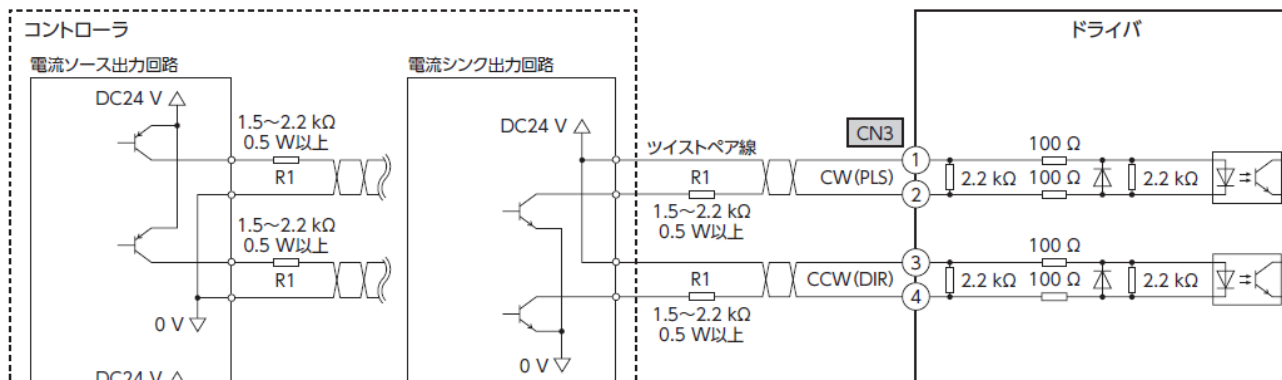 コントローラ
ドライバ
電流ソース出力回路
電流シンク出力回路
DC24 V
1.5～2.2 kΩ
0.5 W以上
R1
1.5～2.2 kΩ
0.5 W以上
R1
0 V
DC24 V
DC24 V
ツイストペア線
R1
1.5～2.2 kΩ
0.5 W以上
R1
1.5～2.2 kΩ
0.5 W以上
0 V
CN3
CW(PLS)
1
2
CCW(DIR)
3
4
100 Ω
2.2 kΩ
100 Ω
2.2 kΩ
100 Ω
2.2 kΩ
100 Ω
2.2 kΩ